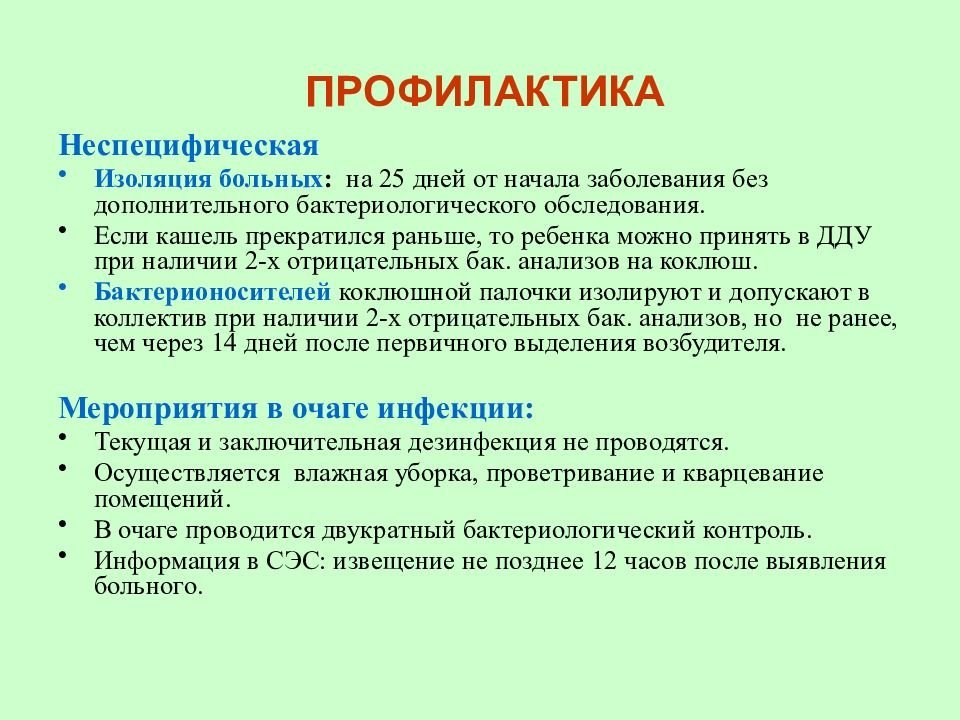 ПРОФИЛАКТИКА
Неспецифическая
• Изоляция больных: на 25 дней от начала заболевания без
дополнительного бактериологического обследования.
• Если кашель прекратился раньше, то ребенка можно принять в ДДУ
при наличии 2-х отрицательных бак. анализов на коклюш.
• Бактерионосителей коклюшной палочки изолируют и допускают в
коллектив при наличии 2-х отрицательных бак. анализов, но не ранее,
чем через 14 дней после первичного выделения возбудителя.
Мероприятия в очаге инфекции:
• Текущая и заключительная дезинфекция не проводятся.
• Осуществляется влажная уборка, проветривание и кварцевание
помещений.
• В очаге проводится двукратный бактериологический контроль.
• Информация в СЭС: извещение не позднее 12 часов после выявления
больного.